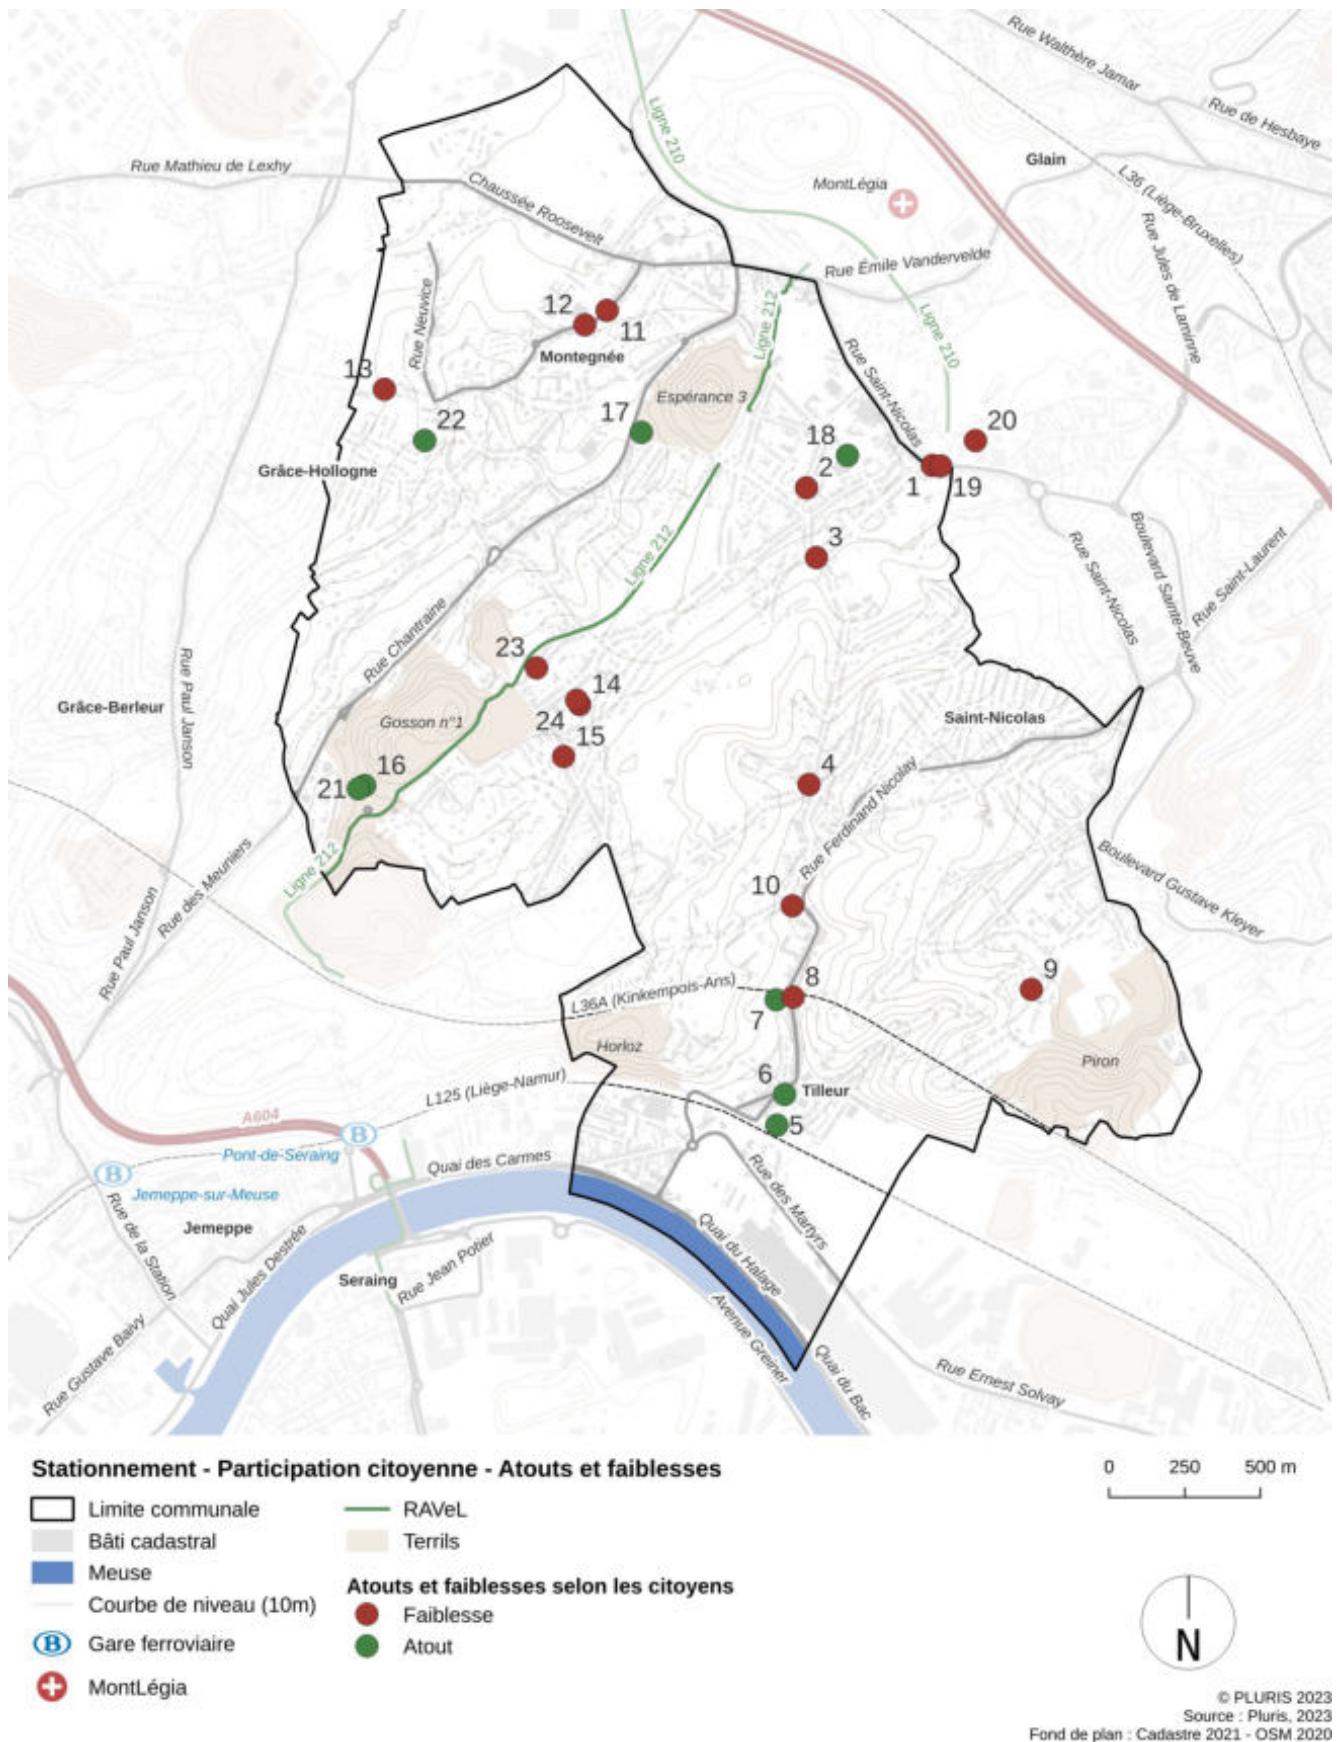 Rue Walthère Jamar
Rue de Hesbaye
Ligne 210
Glain
Rue Mathieu de Lexhy
L36 (Liège-Bruxelles)
Chaussée Roosevelt
MontLégia
Rue Jules de Laminne
Rue Émile Vandervelde
Rue Neuvice
Ligne 212
12
11
Ligne 210
Montegnée
Rue Saint-Nicolas
13
Espérance 3
22
17
18
20
Grâce-Hollogne
2
1
19
3
Boulevard Sainte-Beuve
Rue Saint-Nicolas
Rue Saint-Laurent
Ligne 212
Rue Chantraine
23
Rue Paul Janson
14
Grâce-Berleur
Gosson n°1
24
Saint-Nicolas
15
4
21
16
Rue Ferdinand Nicolay
Ligne 212
Rue des Meuniers
Boulevard Gustave Kleyer
10
Rue Paul Janson
8
9
L36A (Kinkempois-Ans)
7
Horloz
Piron
6
Tilleur
L125 (Liège-Namur)
A604
5
Pont-de-Seraing
Quai des Carmes
Jemeppe-sur-Meuse
Rue des Martyrs
Rue de la Station
Jemeppe
Quai Jules Destrée
Quai du Halage
Seraing
Rue Jean Potier
Avenue Greiner
Rue Gustave Baivy
Quai du Bac
Rue Ernest Solvay
Stationnement - Participation citoyenne - Atouts et faiblesses
0 250 500 m
Limite communale
RAVeL
Bâti cadastral
Terrils
Meuse
Atouts et faiblesses selon les citoyens
Courbe de niveau (10m)
Faiblesse
B Gare ferroviaire
Atout
MontLégia
N
© PLURIS 2023
Source : Pluris, 2023
Fond de plan : Cadastre 2021 - OSM 2020